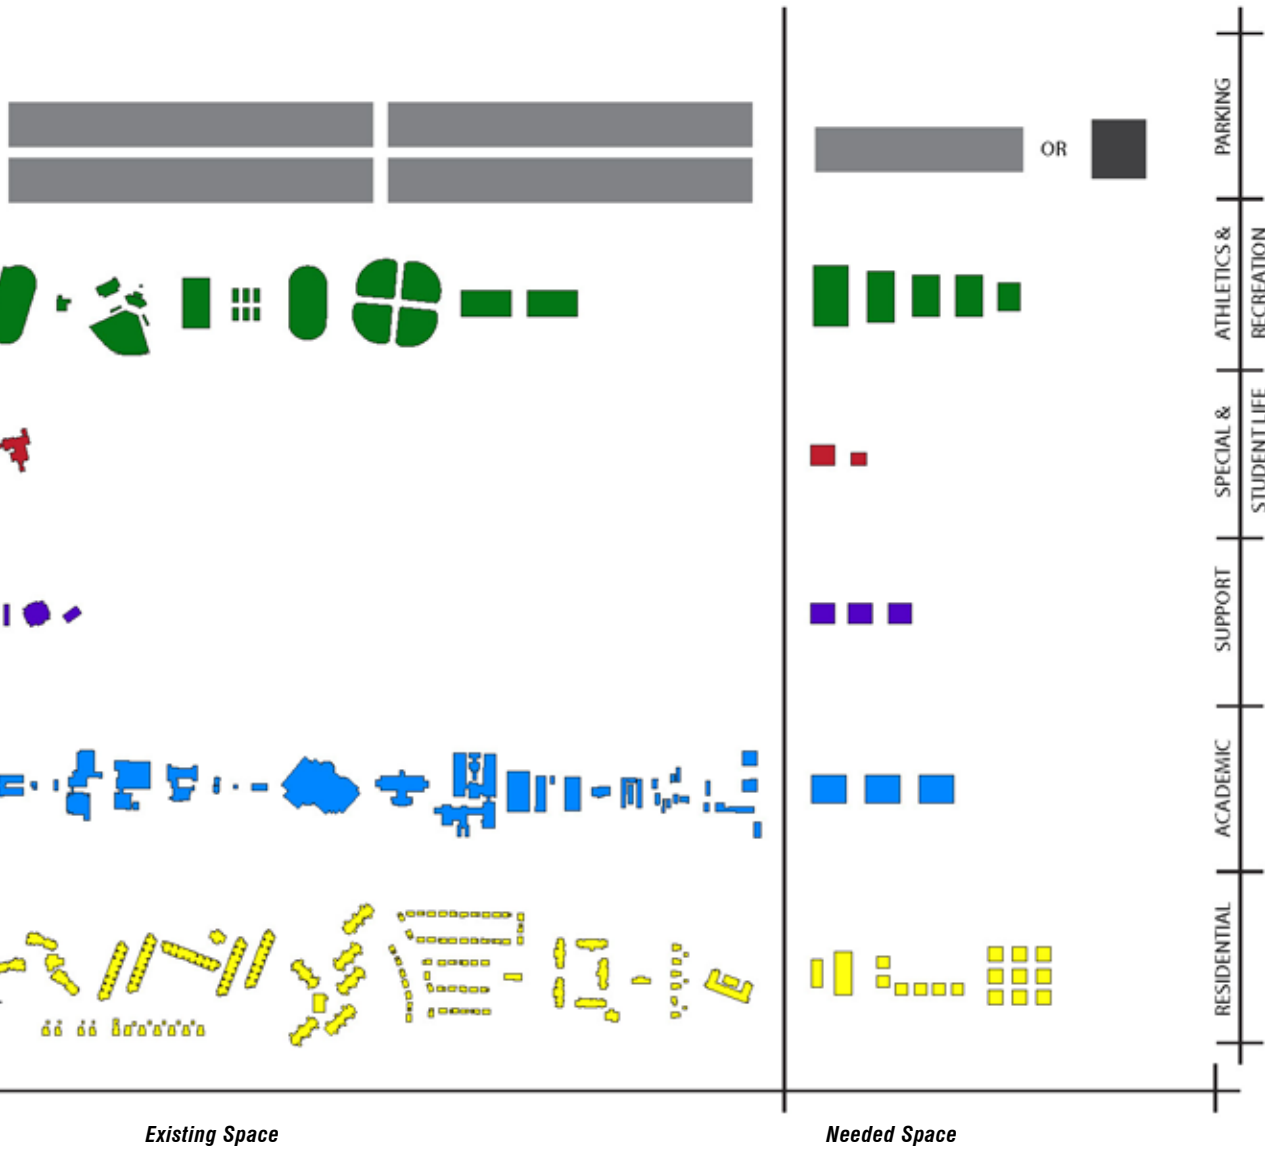 OR
PARKING
ATHLETICS &
RECREATION
SPECIAL &
STUDENT LIFE
SUPPORT
ACADEMIC
RESIDENTIAL
Existing Space
Needed Space